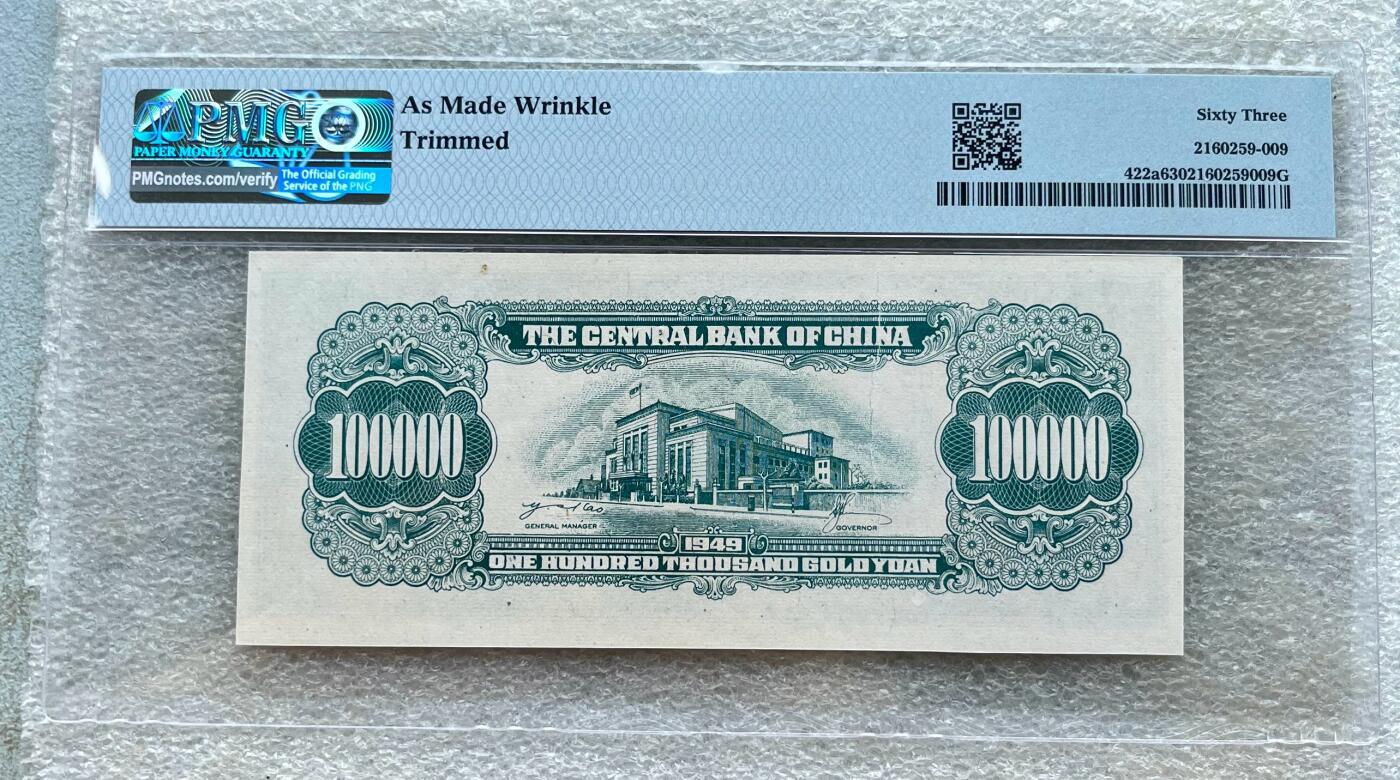 PMG
PAPER MONEY GUARANTY
PMGnotes.com/verify
The Official Grading
Service of the PNG
As Made Wrinkle
Trimmed
Sixty Three
2160259-009
422a6302160259009G
THE CENTRAL BANK OF CHINA
100000
100000
GENERAL MANAGER
GOVERNOR
1949
ONE HUNDRED THOUSAND GOLD YUAN